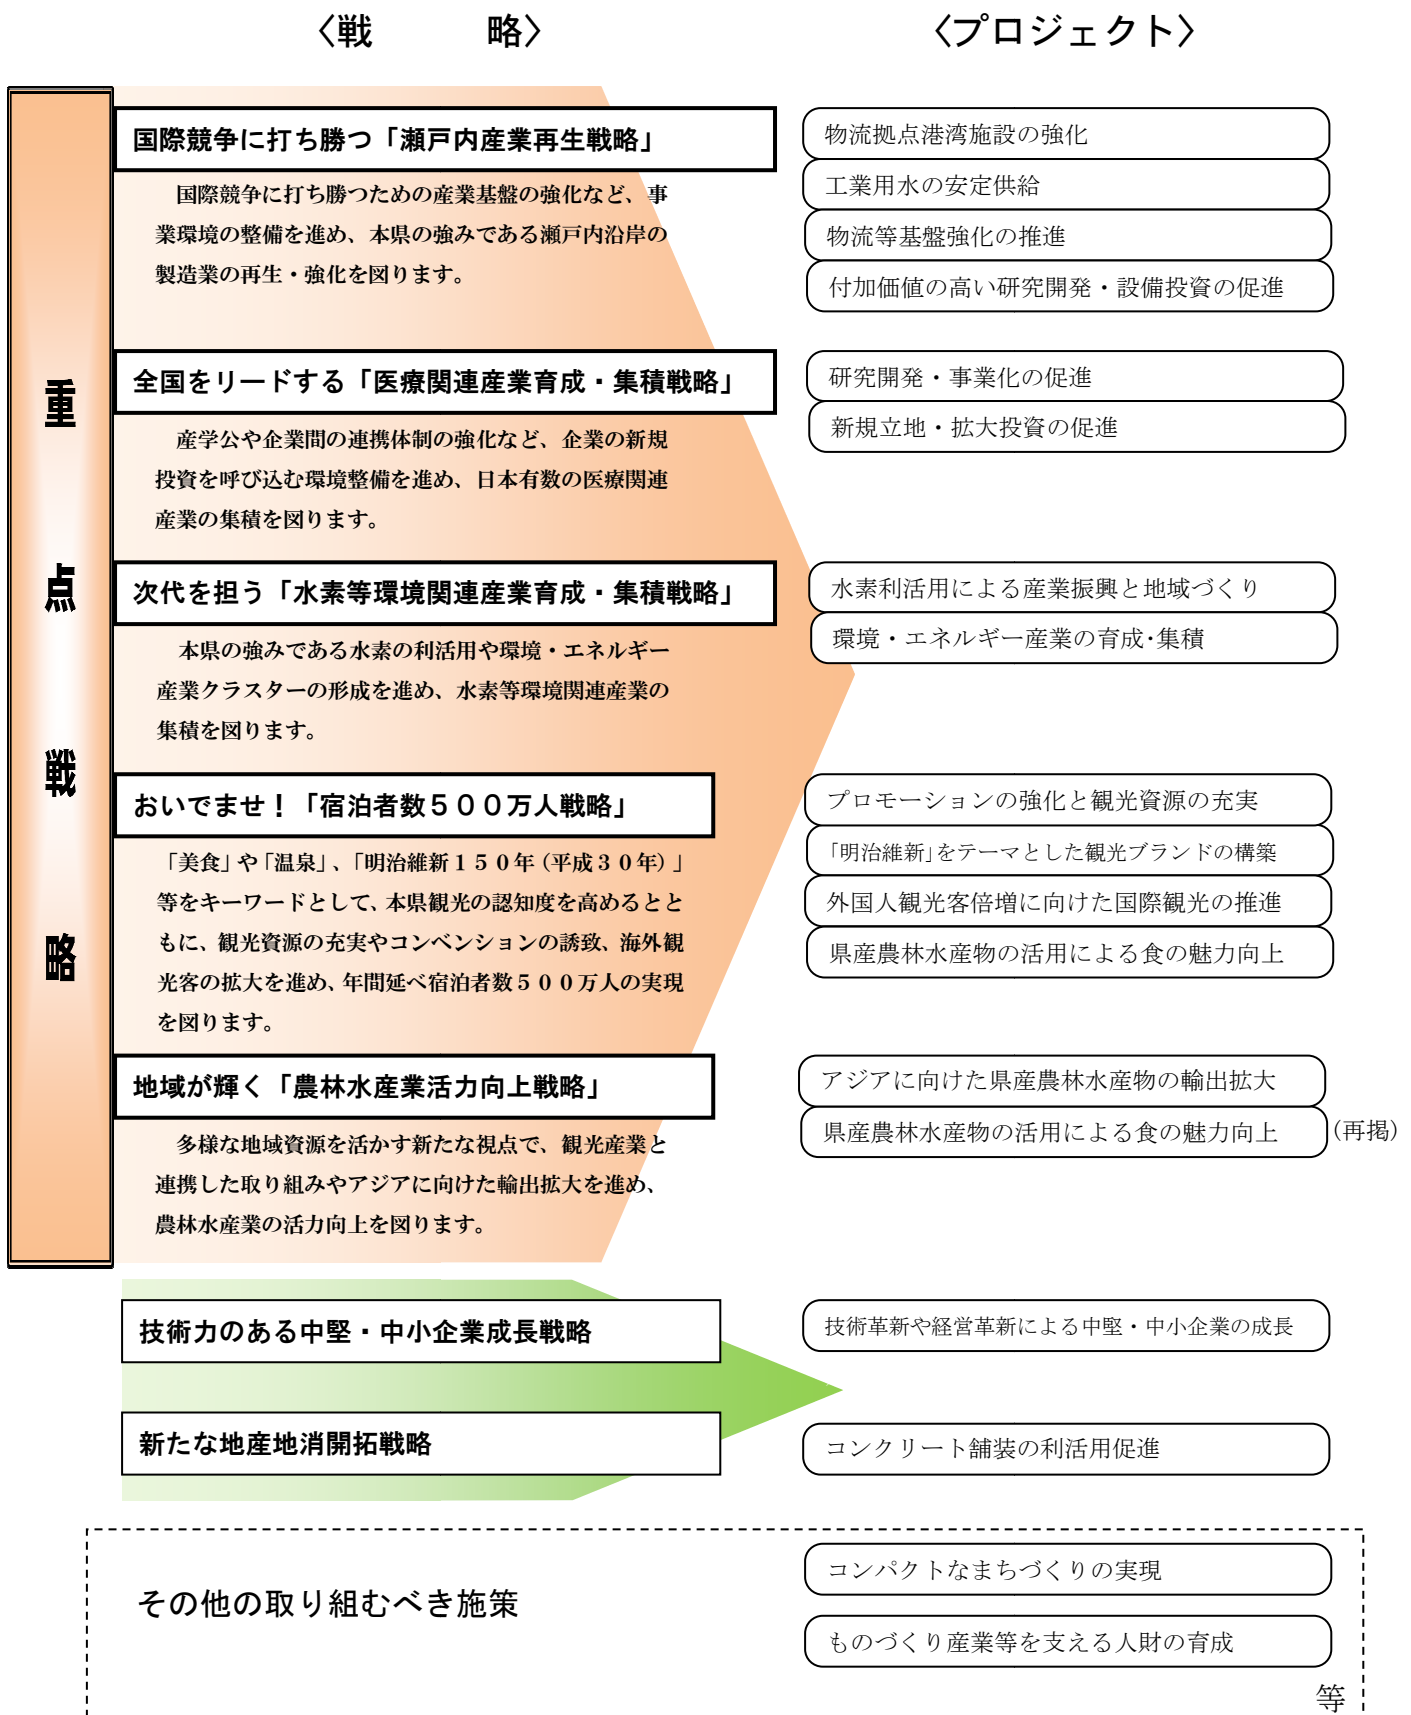 〈戦　　　略〉
〈プロジェクト〉
重点戦略
国際競争に打ち勝つ「瀬戸内産業再生戦略」
国際競争に打ち勝つための産業基盤の強化など、事
業環境の整備を進め、本県の強みである瀬戸内沿岸の
製造業の再生・強化を図ります。
物流拠点港湾施設の強化
工業用水の安定供給
物流等基盤強化の推進
付加価値の高い研究開発・設備投資の促進
全国をリードする「医療関連産業育成・集積戦略」
産学公や企業間の連携体制の強化など、企業の新規
投資を呼び込む環境整備を進め、日本有数の医療関連
産業の集積を図ります。
研究開発・事業化の促進
新規立地・拡大投資の促進
次代を担う「水素等環境関連産業育成・集積戦略」
本県の強みである水素の利活用や環境・エネルギー
産業クラスターの形成を進め、水素等環境関連産業の
集積を図ります。
水素利活用による産業振興と地域づくり
環境・エネルギー産業の育成･集積
おいでませ！「宿泊者数５００万人戦略」
「美食」や「温泉」、「明治維新１５０年（平成３０年）」
等をキーワードとして、本県観光の認知度を高めるとと
もに、観光資源の充実やコンベンションの誘致、海外観
光客の拡大を進め、年間延べ宿泊者数５００万人の実現
を図ります。
プロモーションの強化と観光資源の充実
「明治維新」をテーマとした観光ブランドの構築
外国人観光客倍増に向けた国際観光の推進
県産農林水産物の活用による食の魅力向上
地域が輝く「農林水産業活力向上戦略」
多様な地域資源を活かす新たな視点で、観光産業と
連携した取り組みやアジアに向けた輸出拡大を進め、
農林水産業の活力向上を図ります。
アジアに向けた県産農林水産物の輸出拡大
県産農林水産物の活用による食の魅力向上 (再掲)
技術力のある中堅・中小企業成長戦略
技術革新や経営革新による中堅・中小企業の成長
新たな地産地消開拓戦略
コンクリート舗装の利活用促進
その他の取り組むべき施策
コンパクトなまちづくりの実現
ものづくり産業等を支える人財の育成
等